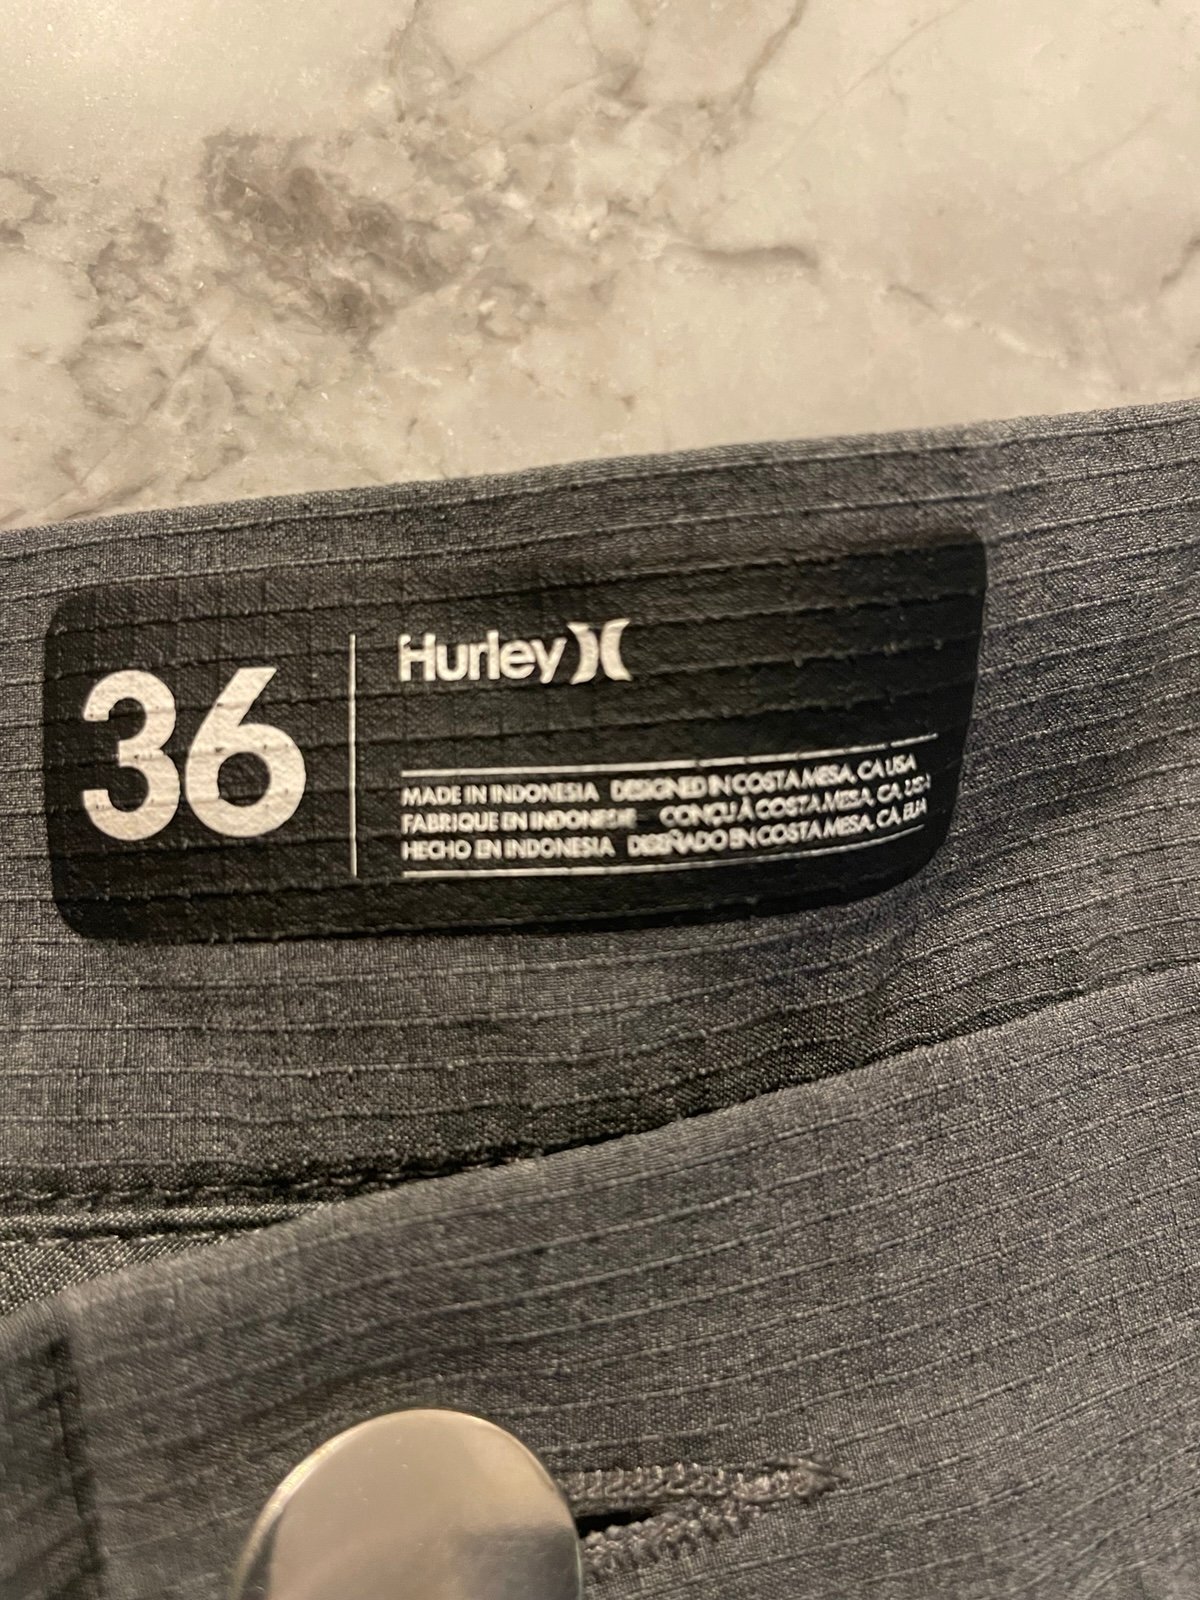 36
Hurley
MADE IN INDONESIA DESIGNED IN COSTA MESA, CA USA
FABRIQUE EN INDONESIE CONÇU À COSTA MESA, CA USA
HECHO EN INDONESIA DISEÑADO EN COSTA MESA, CA, EUA